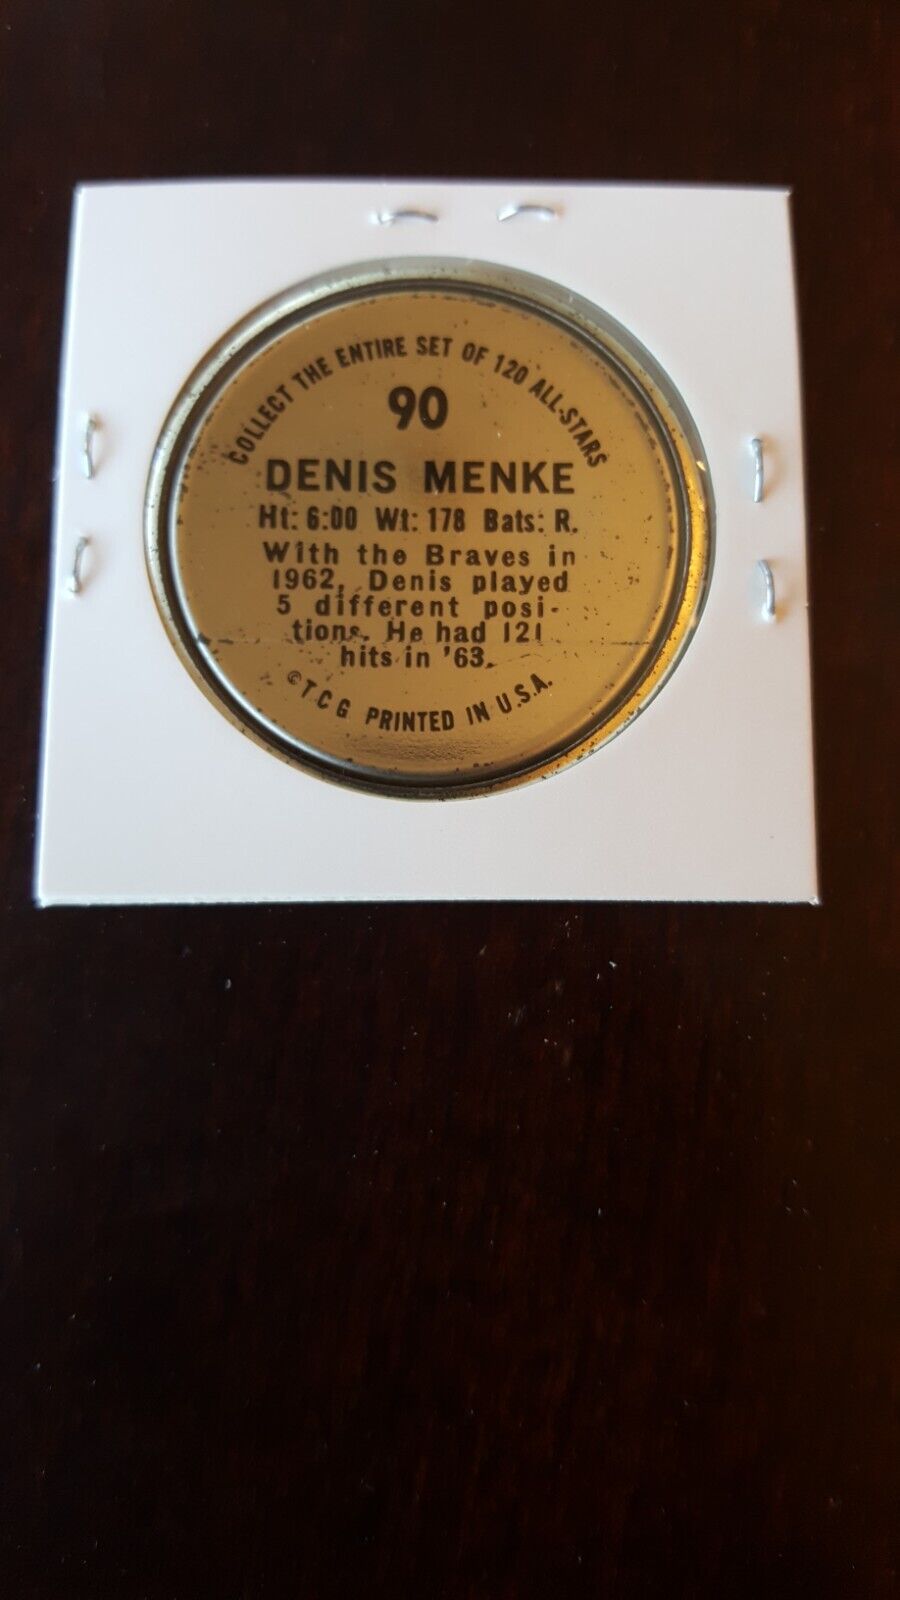 COLLECT THE ENTIRE SET OF 120 ALL-STARS
90
DENIS MENKE
Ht: 6:00 Wt: 178 Bats: R.
With the Braves in
1962, Denis played
5 different posi-
tions. He had 121
hits in '63.
©T.C.G. PRINTED IN U.S.A.